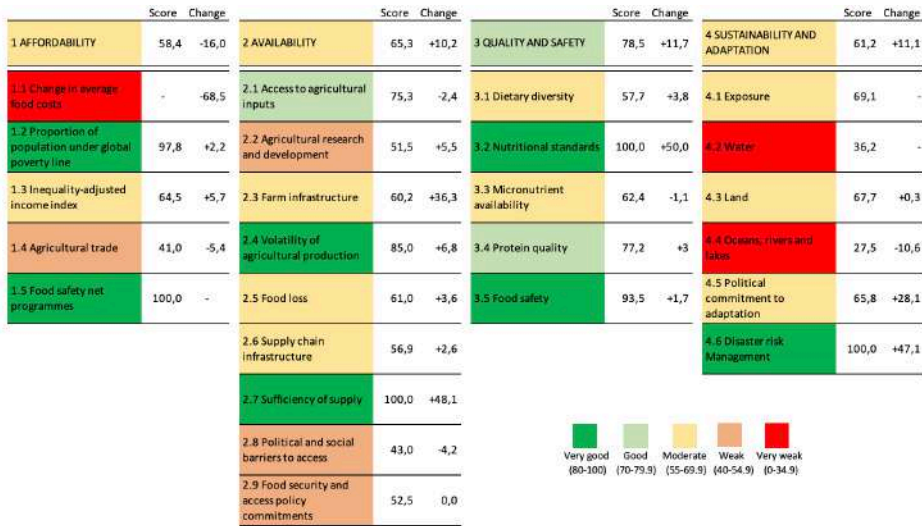 Score Change
1 AFFORDABILITY 58,4 -16,0
1.1 Change in average
food costs - -68,5
1.2 Proportion of
population under global
poverty line 97,8 +2,2
1.3 Inequality-adjusted
income index 64,5 +5,7
1.4 Agricultural trade 41,0 -5,4
1.5 Food safety net
programmes 100,0 -
Score Change
2 AVAILABILITY 65,3 +10,2
2.1 Access to agricultural
inputs 75,3 -2,4
2.2 Agricultural research
and development 51,5 +5,5
2.3 Farm infrastructure 60,2 +36,3
2.4 Volatility of
agricultural production 85,0 +6,8
2.5 Food loss 61,0 +3,6
2.6 Supply chain
infrastructure 56,9 +2,6
2.7 Sufficiency of supply 100,0 +48,1
2.8 Political and social
barriers to access 43,0 -4,2
2.9 Food security and
access policy
commitments 52,5 0,0
Score Change
3 QUALITY AND SAFETY 78,5 +11,7
3.1 Dietary diversity 57,7 +3,8
3.2 Nutritional standards 100,0 +50,0
3.3 Micronutrient
availability 62,4 -1,1
3.4 Protein quality 77,2 +3
3.5 Food safety 93,5 +1,7
Score Change
4 SUSTAINABILITY AND
ADAPTATION 61,2 +11,1
4.1 Exposure 69,1 -
4.2 Water 36,2 -
4.3 Land 67,7 +0,3
4.4 Oceans, rivers and
lakes 27,5 -10,6
4.5 Political
commitment to
adaptation 65,8 +28,1
4.6 Disaster risk
Management 100,0 +47,1
Very good Good Moderate Weak Very weak
(80-100) (70-79.9) (55-69.9) (40-54.9) (0-34.9)